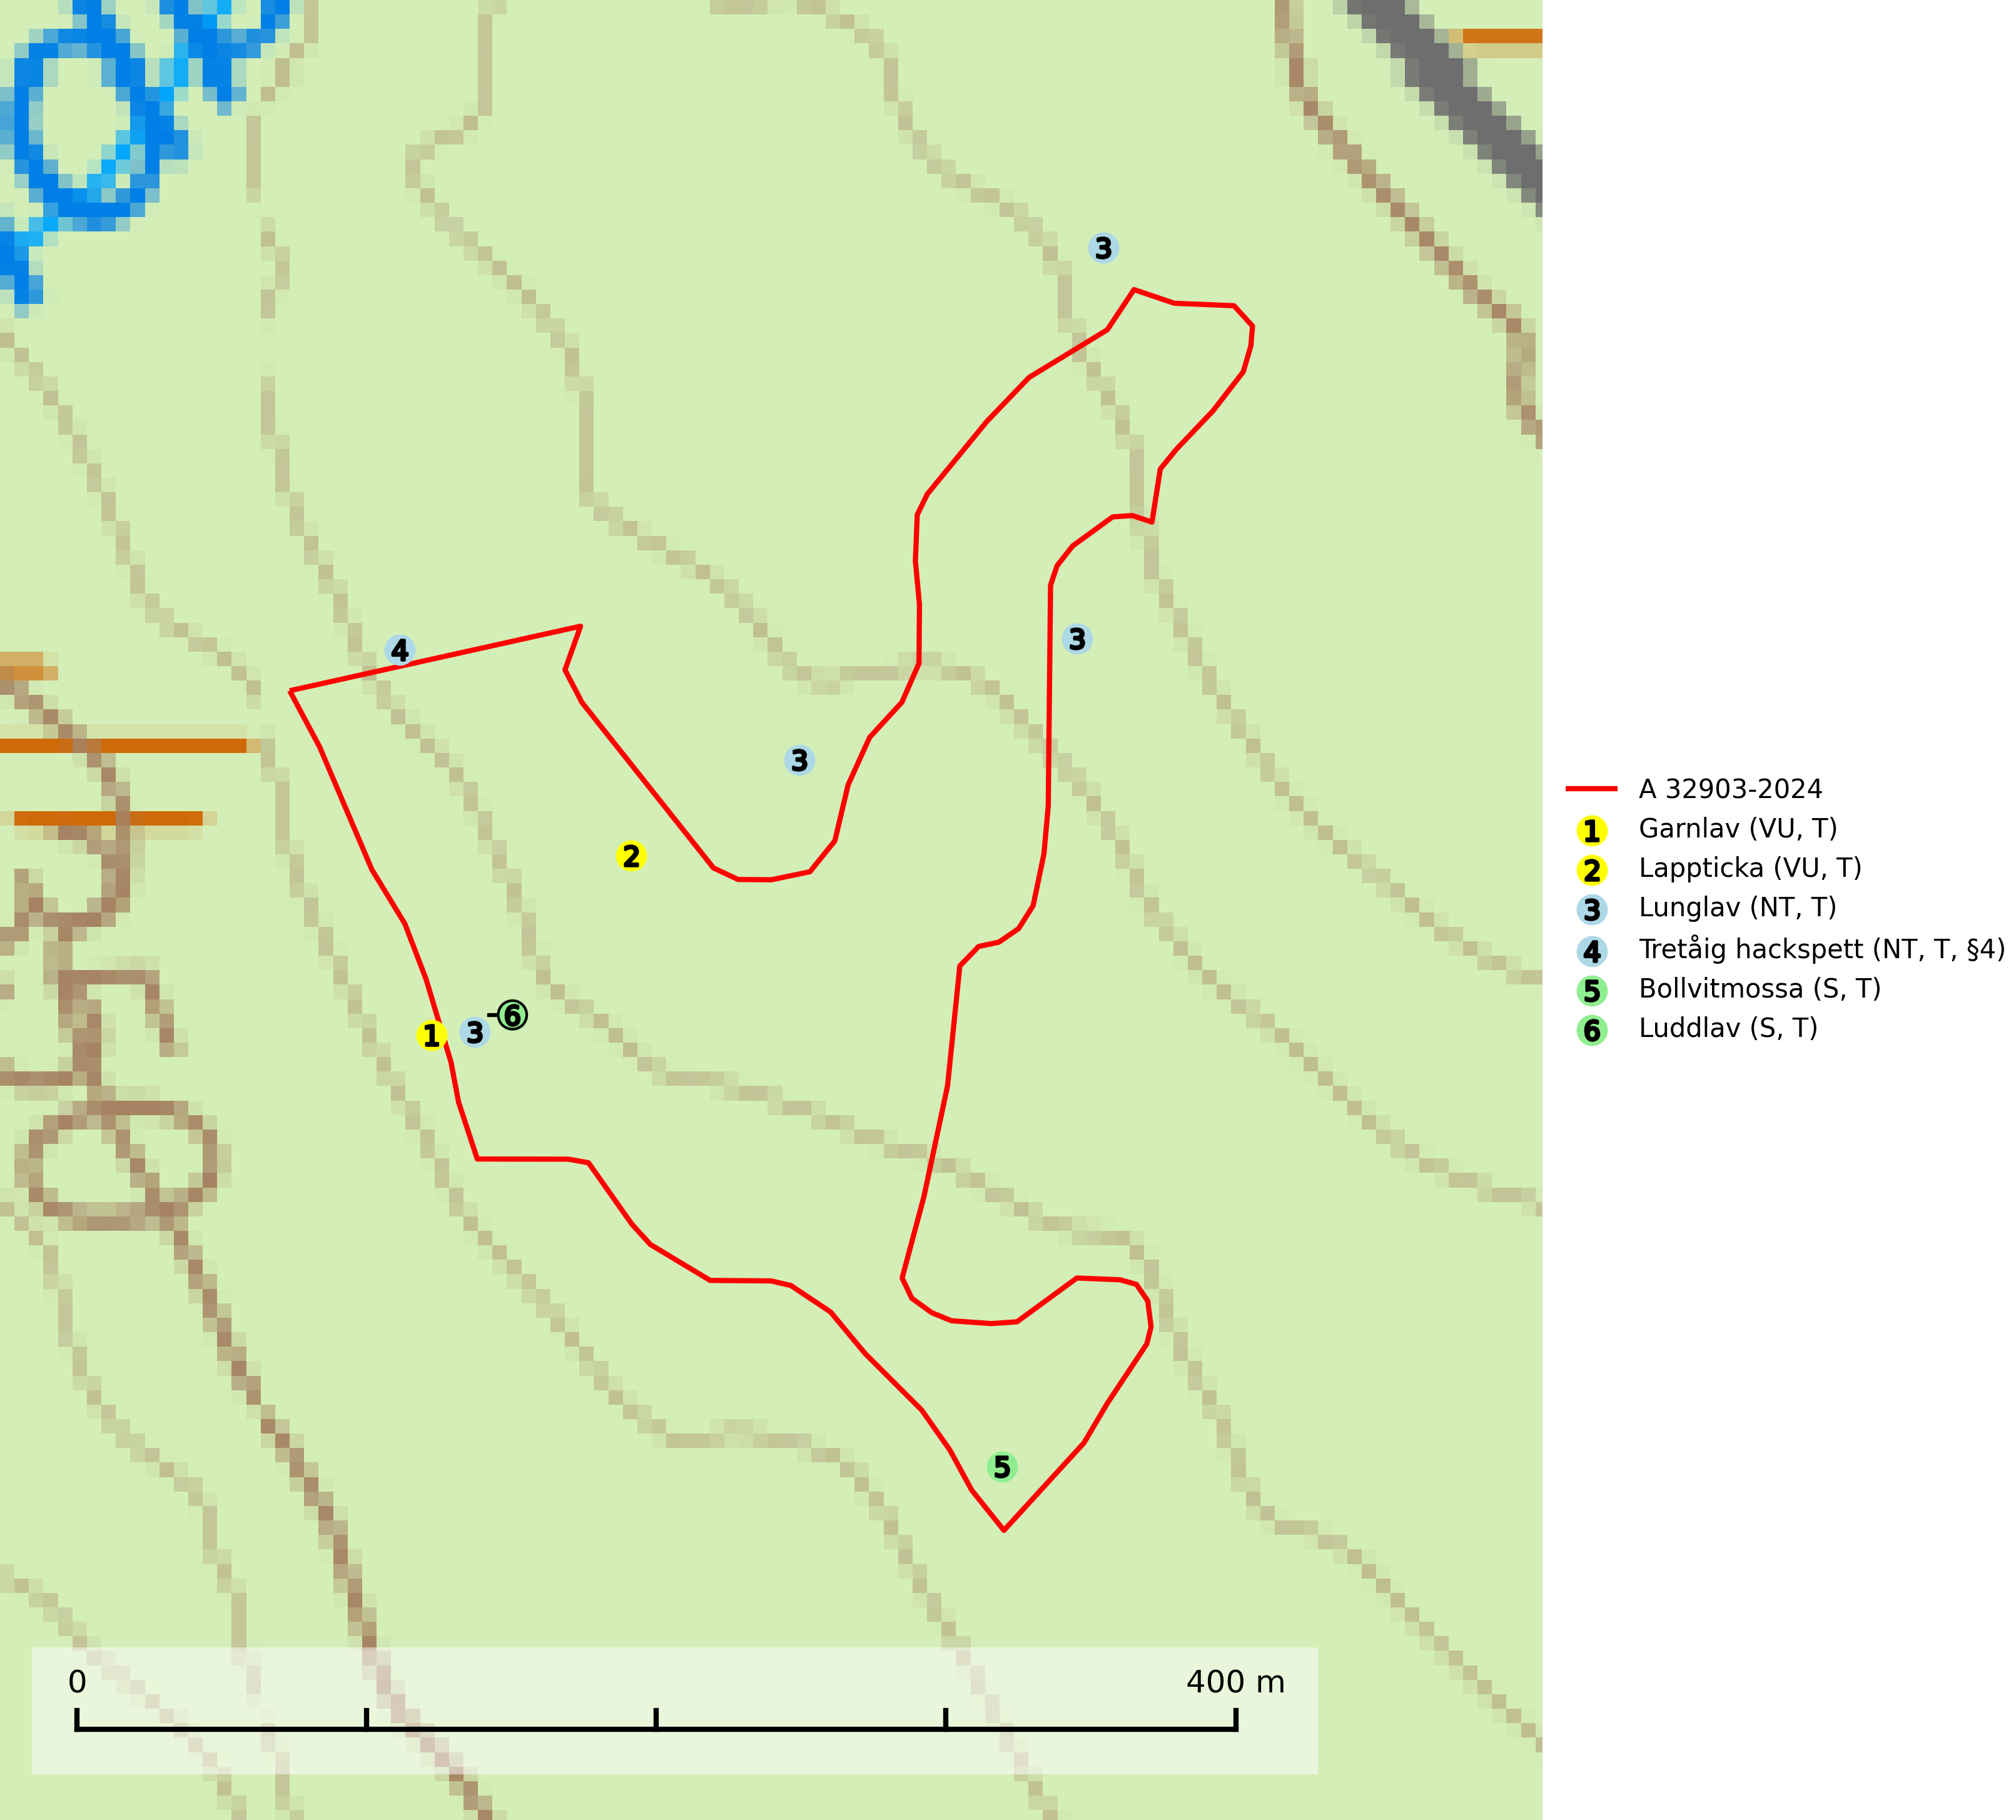 3
3
4
3
2
6
1 3
5
0 400 m
A 32903-2024
1 Garnlav (VU, T)
2 Lappticka (VU, T)
3 Lunglav (NT, T)
4 Tretåig hackspett (NT, T, §4)
5 Bollvitmossa (S, T)
6 Luddlav (S, T)